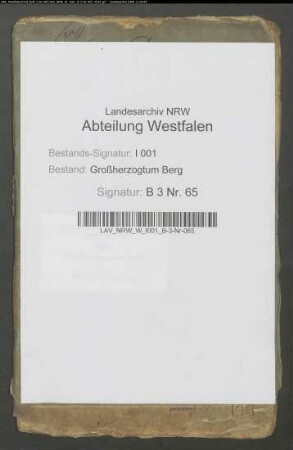 Landesarchiv NRW
Abteilung Westfalen
Bestands-Signatur: I 001
Bestand: Großherzogtum Berg
Signatur: B 3 Nr. 65
LAV_NRW_W_I001_B-3-Nr-065